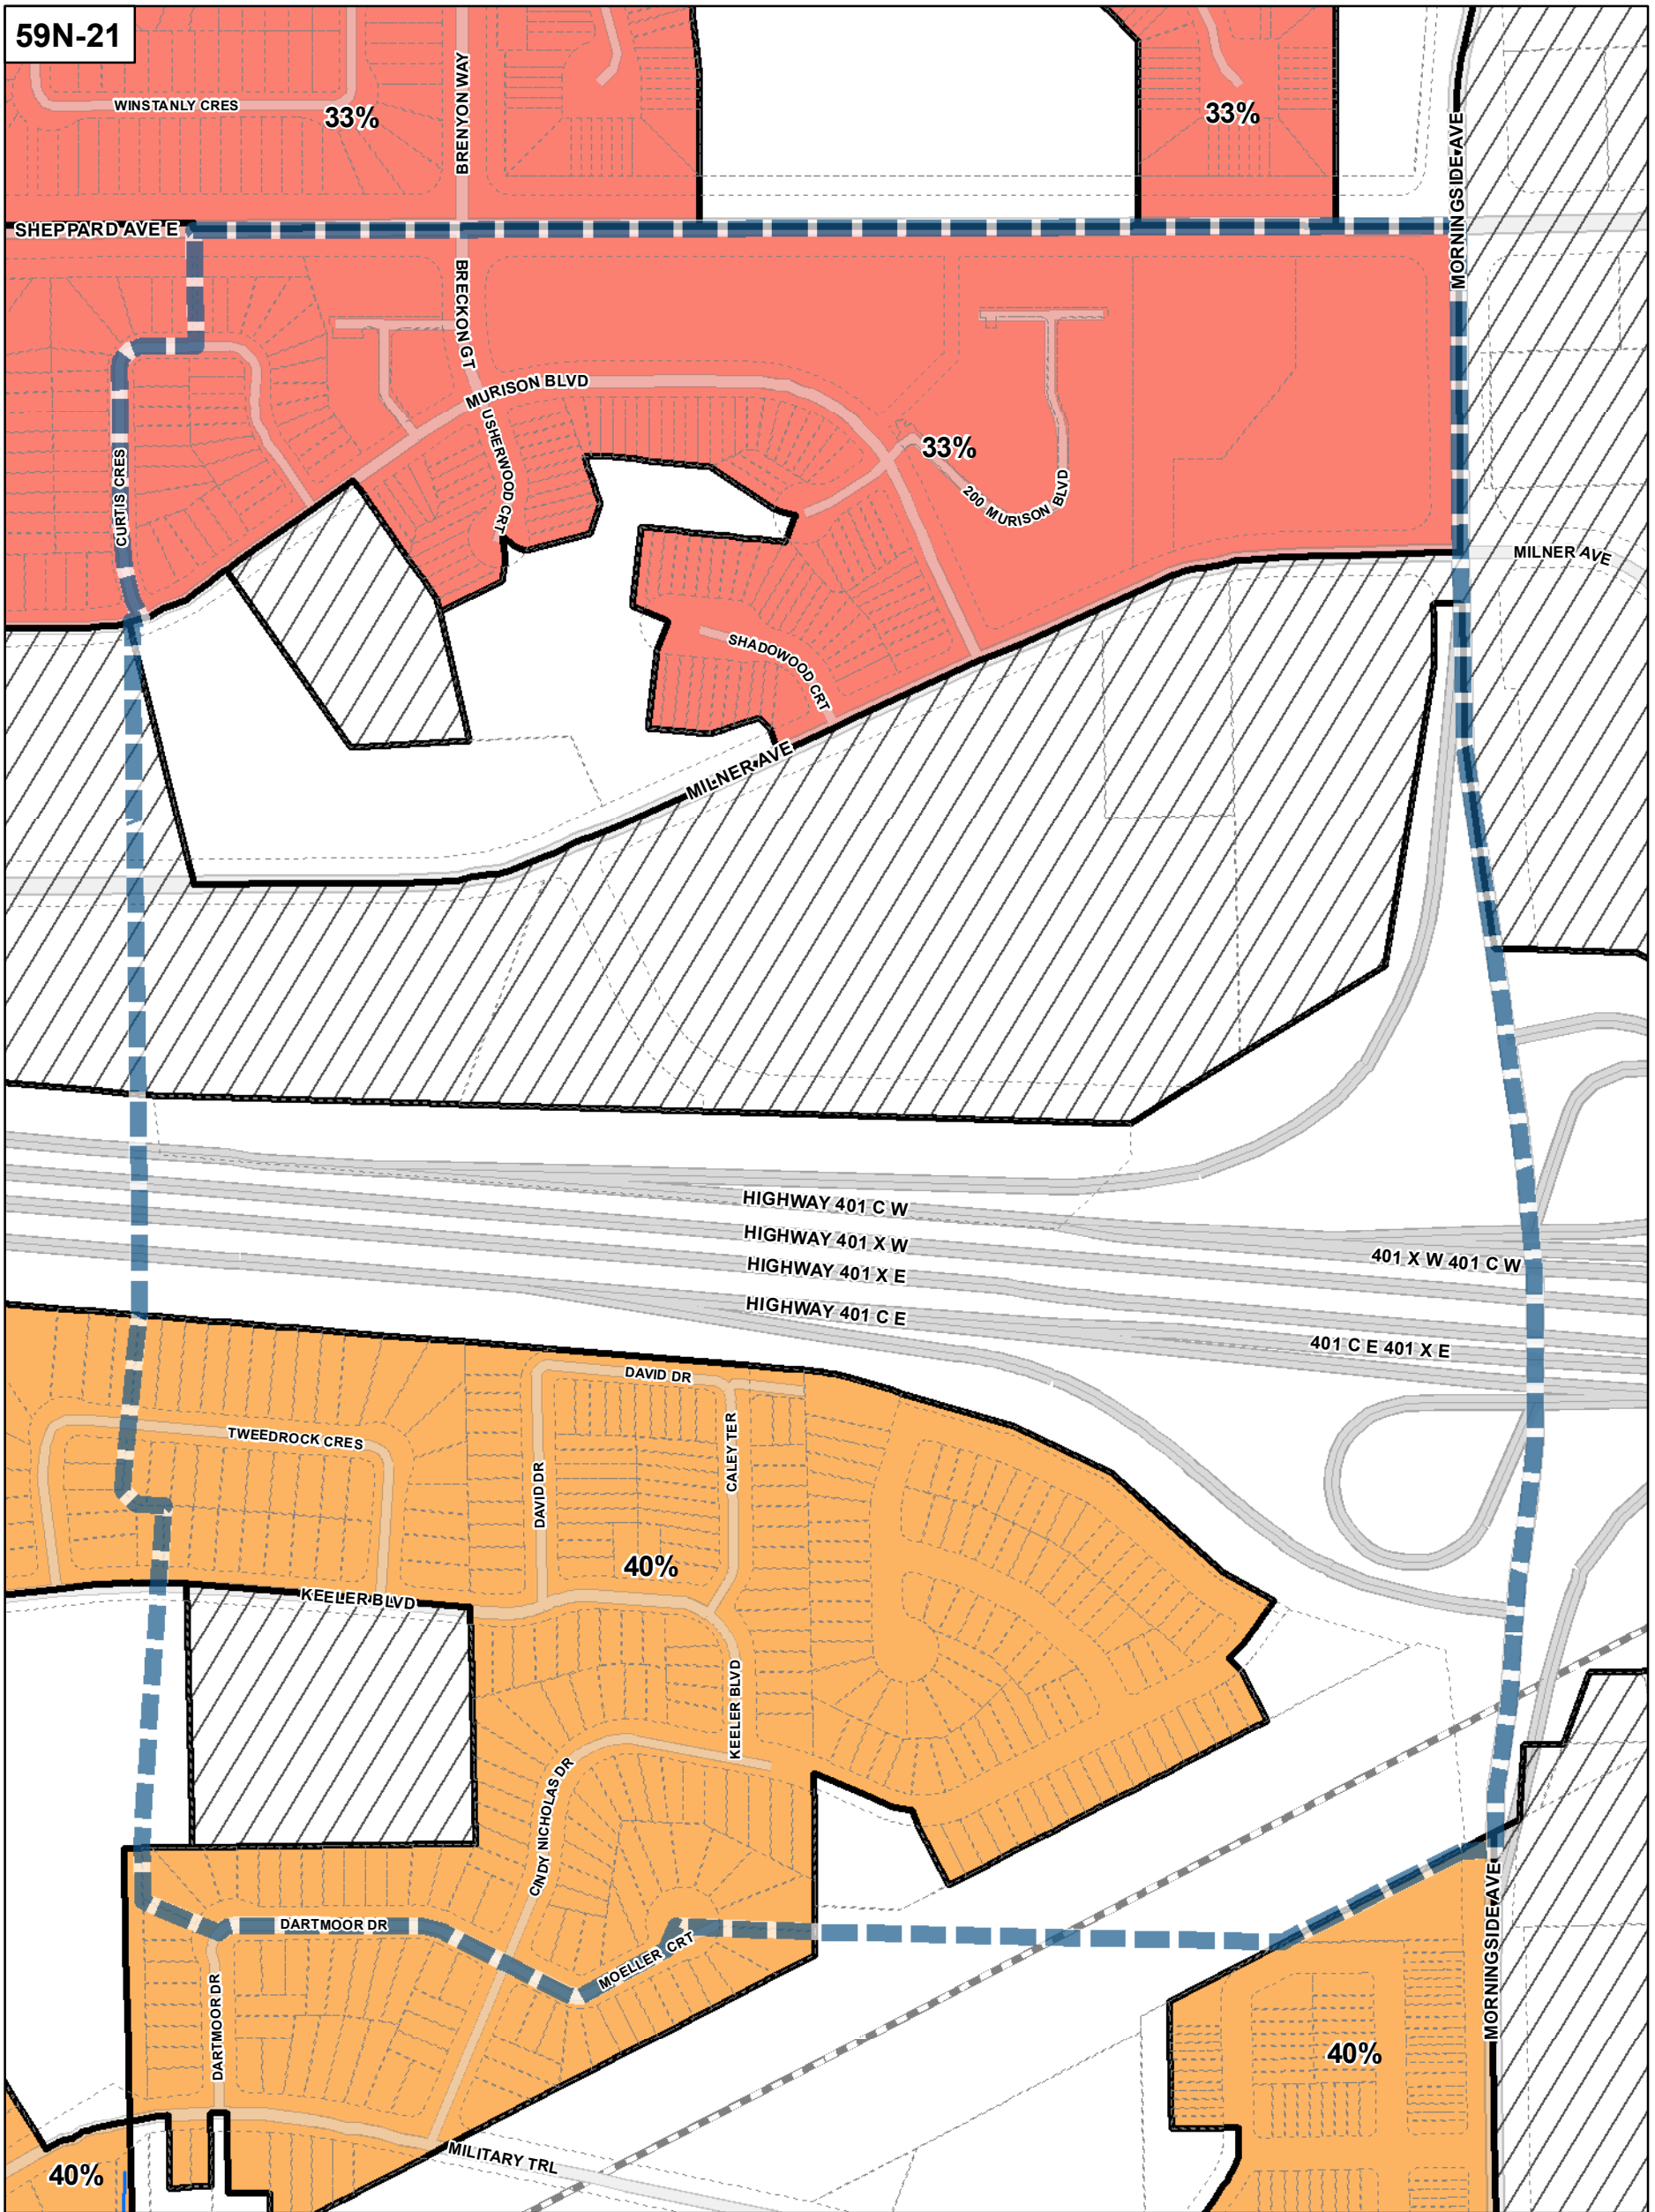 59N-21
WINSTANLY CRES
33%
BRENYON WAY
33%
MORNINGSIDE AVE
SHEPPARD AVE E
BRECKON GT
MURISON BLVD
USHERWOOD CRT
33%
200 MURISON BLVD
CURTIS CRES
MILNER AVE
SHADOWOOD CRT
MILNER AVE
HIGHWAY 401 C W
HIGHWAY 401 X W
401 X W 401 C W
HIGHWAY 401 X E
HIGHWAY 401 C E
401 C E 401 X E
DAVID DR
TWEEDROCK CRES
CALEY TER
DAVID DR
40%
KEELER BLVD
KEELER BLVD
CINDY NICHOLAS DR
DARTMOOR DR
MOELLER CRT
MORNINGSIDE AVE
DARTMOOR DR
40%
MILITARY TRL
40%